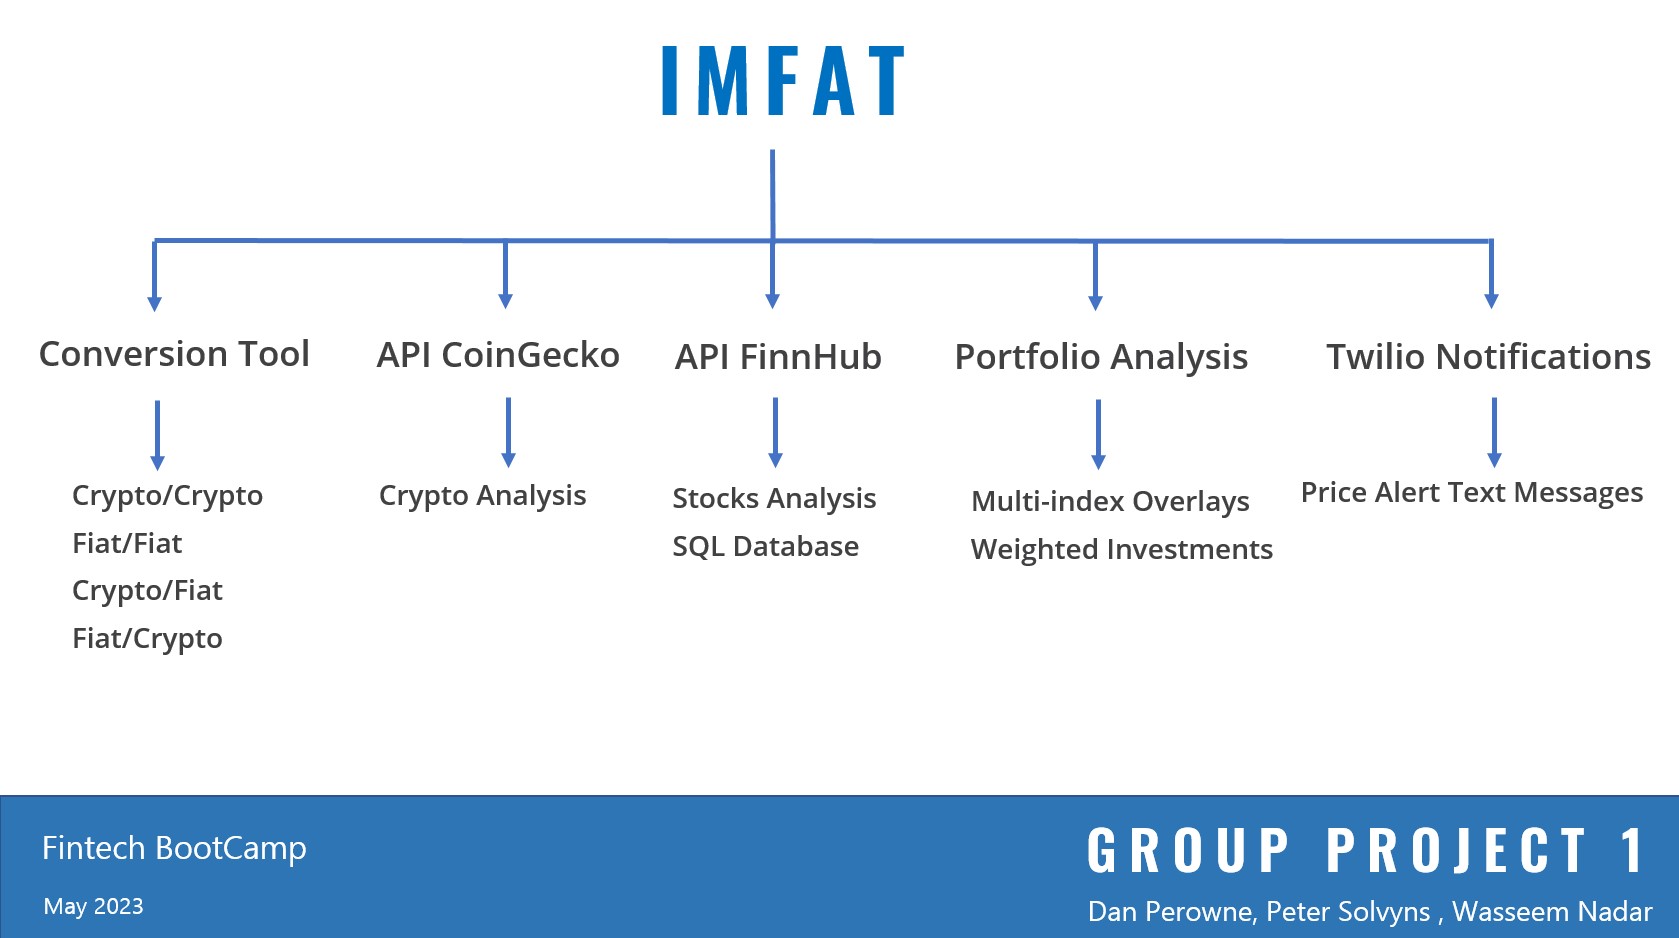 IMFAT
Conversion Tool
API CoinGecko
API FinnHub
Portfolio Analysis
Twilio Notifications
Crypto/Crypto
Fiat/Fiat
Crypto/Fiat
Fiat/Crypto
Crypto Analysis
Stocks Analysis
SQL Database
Multi-index Overlays
Weighted Investments
Price Alert Text Messages
Fintech BootCamp
May 2023
GROUP PROJECT 1
Dan Perowne, Peter Solvyns , Wasseem Nadar